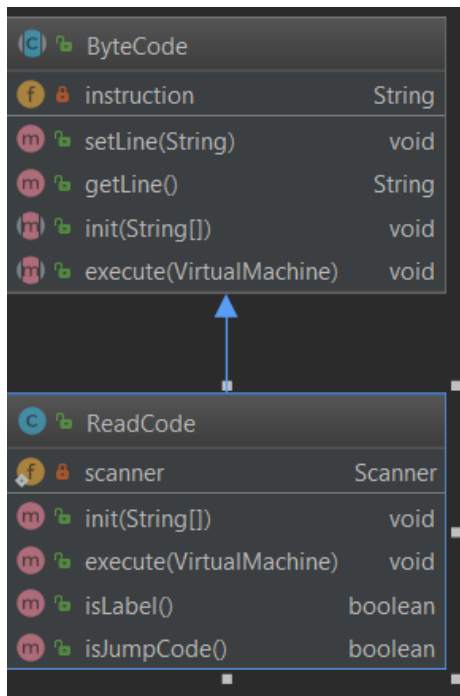 ByteCode
instruction String
setLine(String) void
getLine() String
init(String[]) void
execute(VirtualMachine) void
ReadCode
scanner Scanner
init(String[]) void
execute(VirtualMachine) void
isLabel() boolean
isJumpCode() boolean